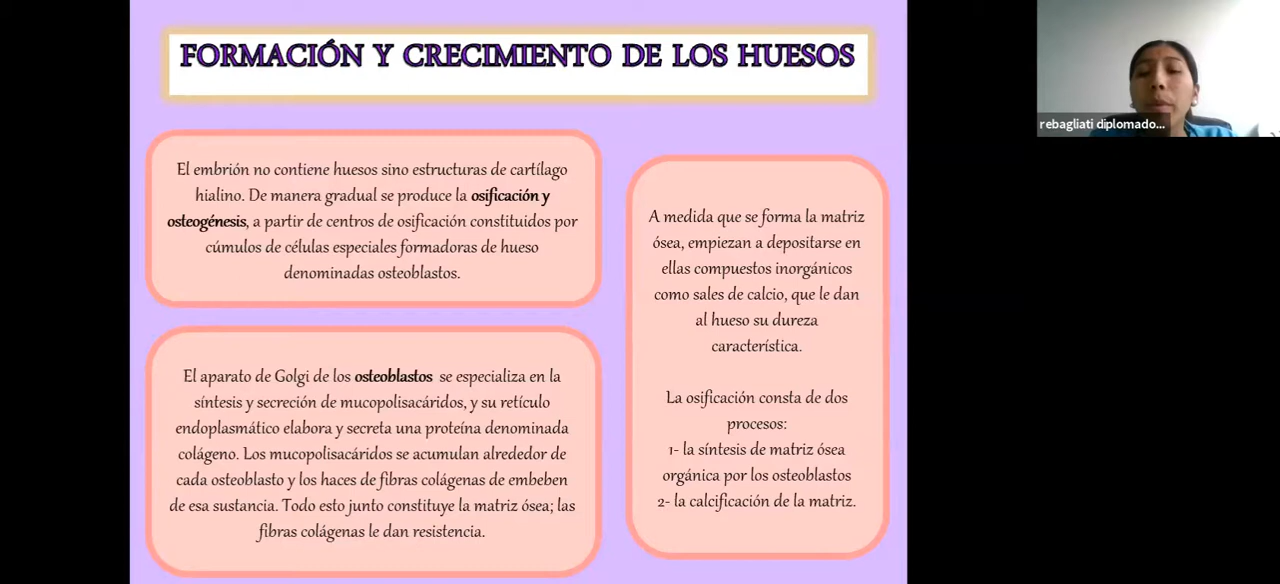 FORMACIÓN Y CRECIMIENTO DE LOS HUESOS
El embrión no contiene huesos sino estructuras de cartílago
hialino. De manera gradual se produce la osificación y
osteogénesis, a partir de centros de osificación constituidos por
cúmulos de células especiales formadoras de hueso
denominadas osteoblastos.
El aparato de Golgi de los osteoblastos se especializa en la
síntesis y secreción de mucopolisacáridos, y su retículo
endoplasmático elabora y secreta una proteína denominada
colágeno. Los mucopolisacáridos se acumulan alrededor de
cada osteoblasto y los haces de fibras colágenas de embeben
de esa sustancia. Todo esto junto constituye la matriz ósea; las
fibras colágenas le dan resistencia.
A medida que se forma la matriz
ósea, empiezan a depositarse en
ellas compuestos inorgánicos
como sales de calcio, que le dan
al hueso su dureza
característica.
La osificación consta de dos
procesos:
1- la síntesis de matriz ósea
orgánica por los osteoblastos
2- la calcificación de la matriz.
rebagliati diplomado...